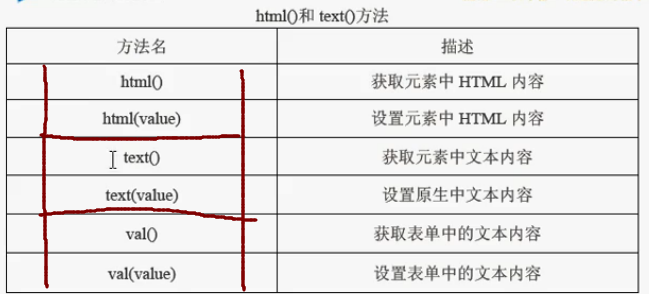 html()和 text()方法
方法名 描述
html() 获取元素中 HTML 内容
html(value) 设置元素中 HTML 内容
text() 获取元素中文本内容
text(value) 设置原生中文本内容
val() 获取表单中的文本内容
val(value) 设置表单中的文本内容